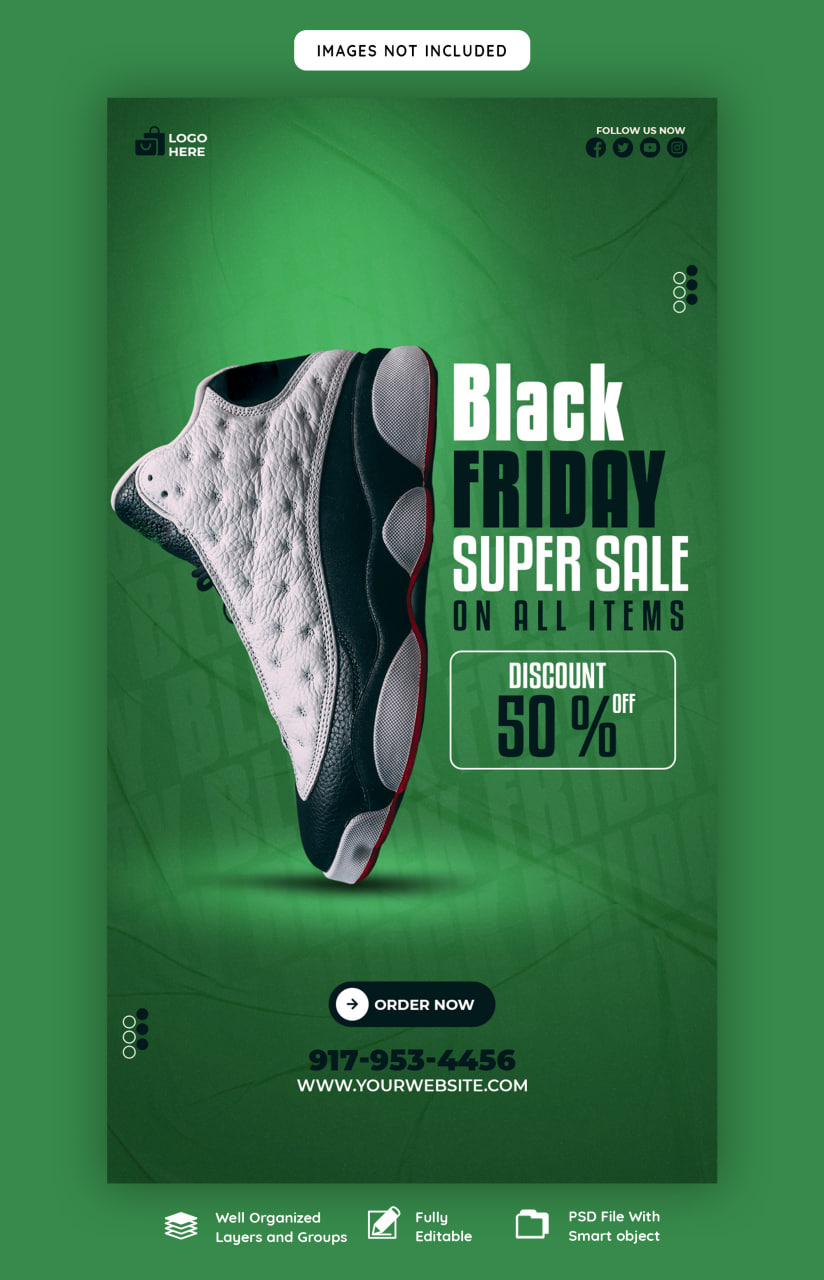 IMAGES NOT INCLUDED
LOGO
HERE
FOLLOW US NOW
Black
FRIDAY
SUPER SALE
ON ALL ITEMS
DISCOUNT
50 % OFF
ORDER NOW
917-953-4456
WWW.YOURWEBSITE.COM
Well Organized
Layers and Groups
Fully
Editable
PSD File With
Smart object